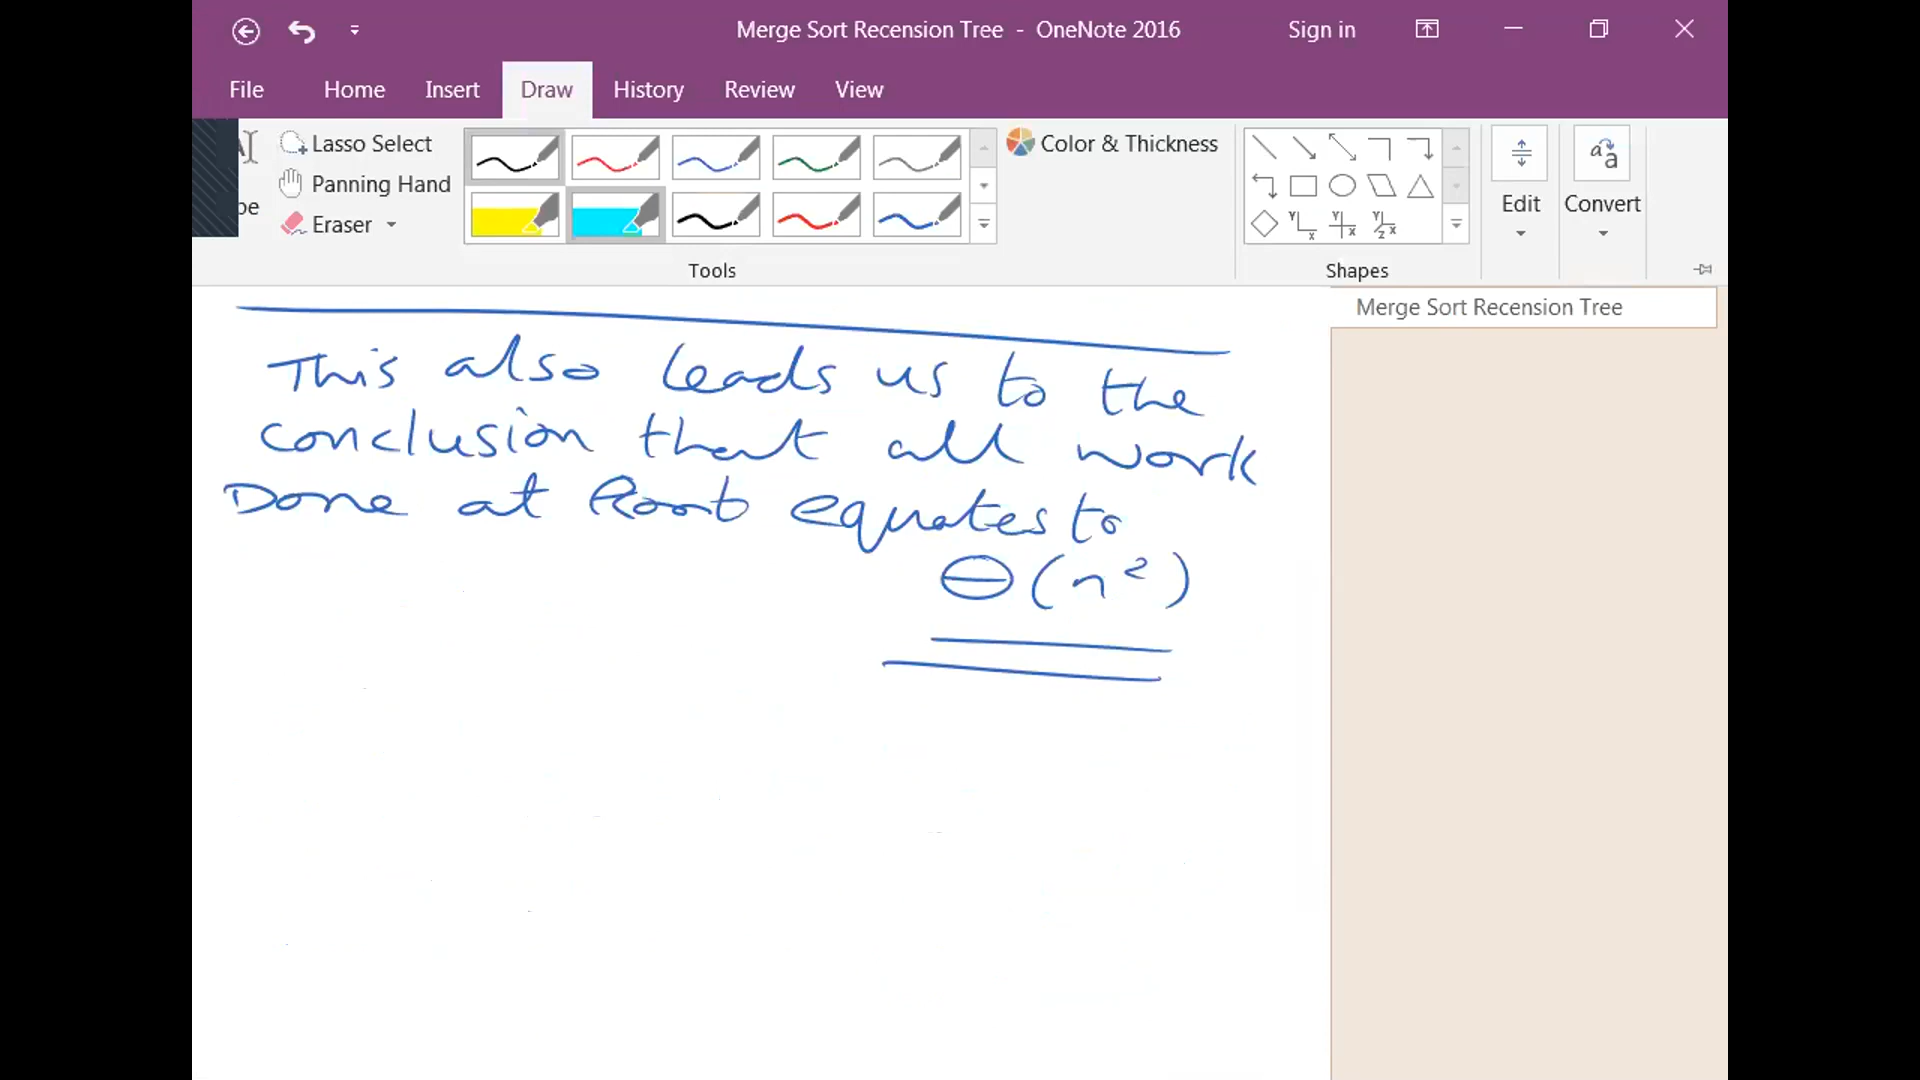 Merge Sort Recension Tree - OneNote 2016
Sign in
File Home Insert Draw History Review View
Lasso Select
Panning Hand
Eraser
pe
Color & Thickness
Edit
Convert
Tools
Shapes
Merge Sort Recension Tree
This also leads us to the
conclusion that all work
Done at Root equates to
Θ(n²)